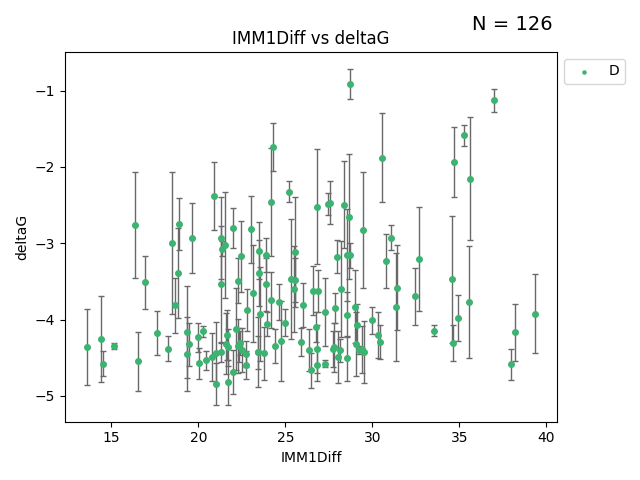 N = 126
IMM1Diff vs deltaG
D
deltaG
−1
−2
−3
−4
−5
15 20 25 30 35 40
IMM1Diff